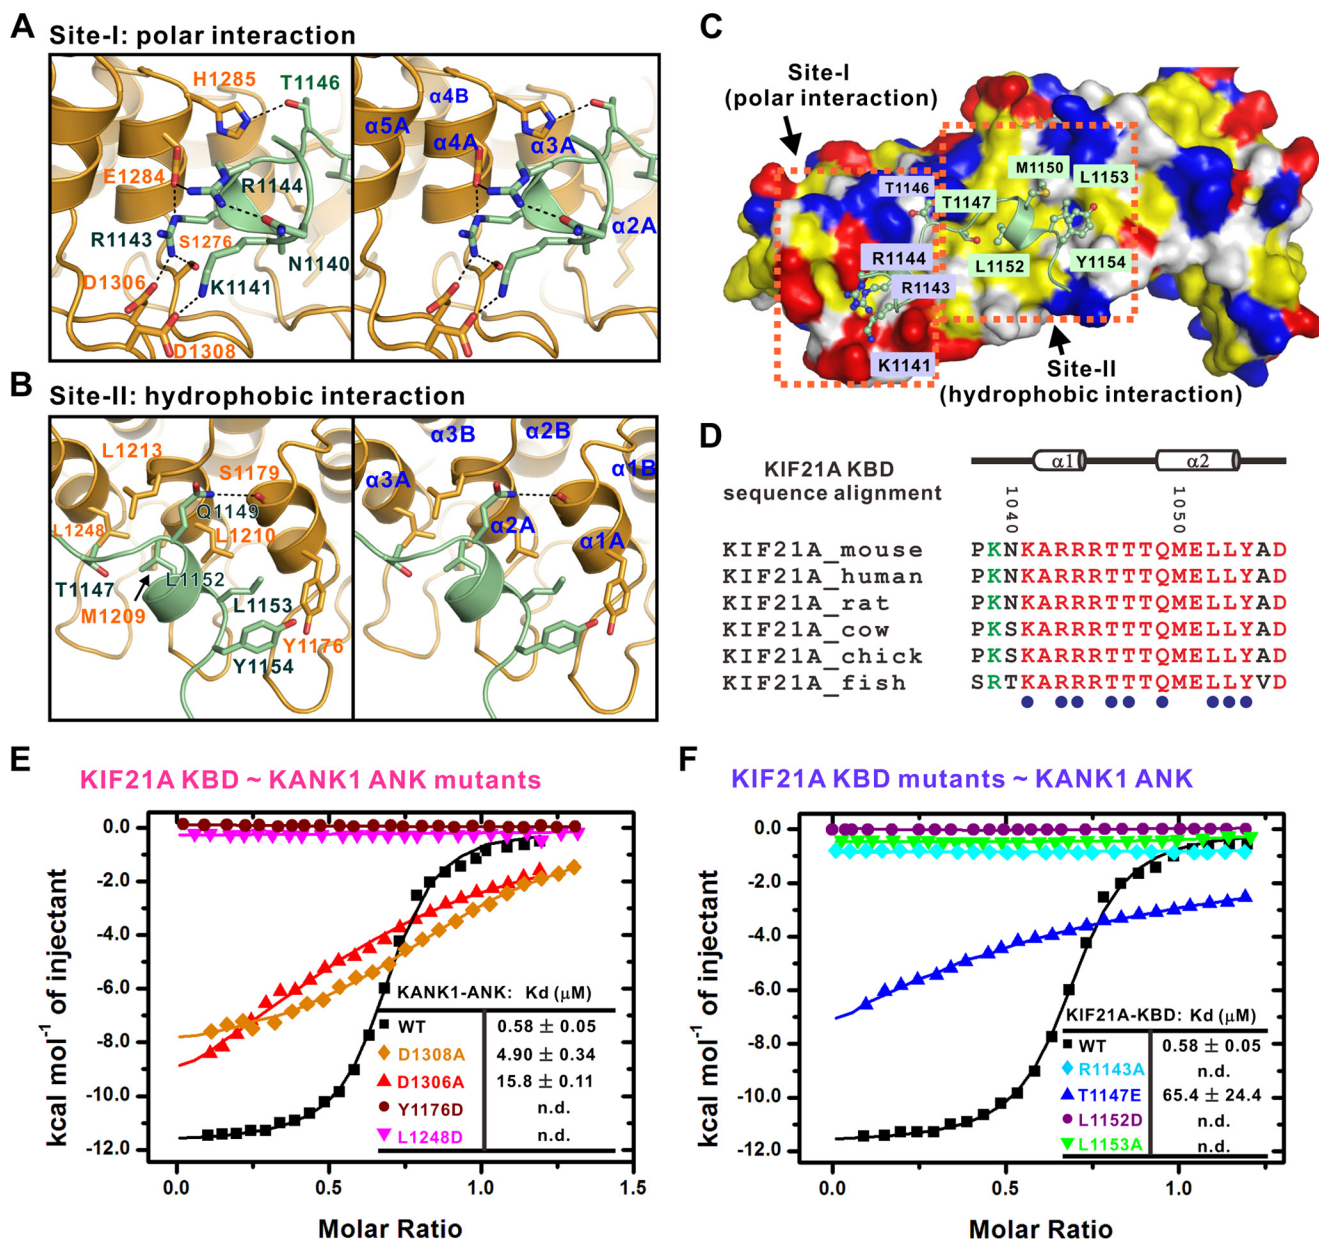 A
Site-I: polar interaction
H1285
T1146
E1284
R1144
R1143
S1276
N1140
D1306
K1141
D1308
α4B
α5A
α4A
α3A
α2A
B
Site-II: hydrophobic interaction
L1213
S1179
Q1149
L1248
L1210
T1147
L1152
L1153
M1209
Y1176
Y1154
α3B
α2B
α1B
α3A
α2A
α1A
C
Site-I
(polar interaction)
M1150
L1153
T1146
T1147
R1144
L1152
Y1154
R1143
K1141
Site-II
(hydrophobic interaction)
D
KIF21A KBD
sequence alignment
α1
α2
1040
1050
KIF21A_mouse PKNKARRRTTTQMELLYAD
KIF21A_human PKNKARRRTTTQMELLYAD
KIF21A_rat PKNKARRRTTTQMELLYAD
KIF21A_cow PKSKARRRTTTQMELLYAD
KIF21A_chick PKSKARRRTTTQMELLYAD
KIF21A_fish SRTKARRRTTTQMELLYVD
E
KIF21A KBD ~ KANK1 ANK mutants
kcal mol⁻¹ of injectant
0.0
-2.0
-4.0
-6.0
-8.0
-10.0
-12.0
KANK1-ANK: Kd (μM)
WT 0.58 ± 0.05
D1308A 4.90 ± 0.34
D1306A 15.8 ± 0.11
Y1176D n.d.
L1248D n.d.
0.0 0.5 1.0 1.5
Molar Ratio
F
KIF21A KBD mutants ~ KANK1 ANK
kcal mol⁻¹ of injectant
0.0
-2.0
-4.0
-6.0
-8.0
-10.0
-12.0
KIF21A-KBD: Kd (μM)
WT 0.58 ± 0.05
R1143A n.d.
T1147E 65.4 ± 24.4
L1152D n.d.
L1153A n.d.
0.0 0.5 1.0
Molar Ratio